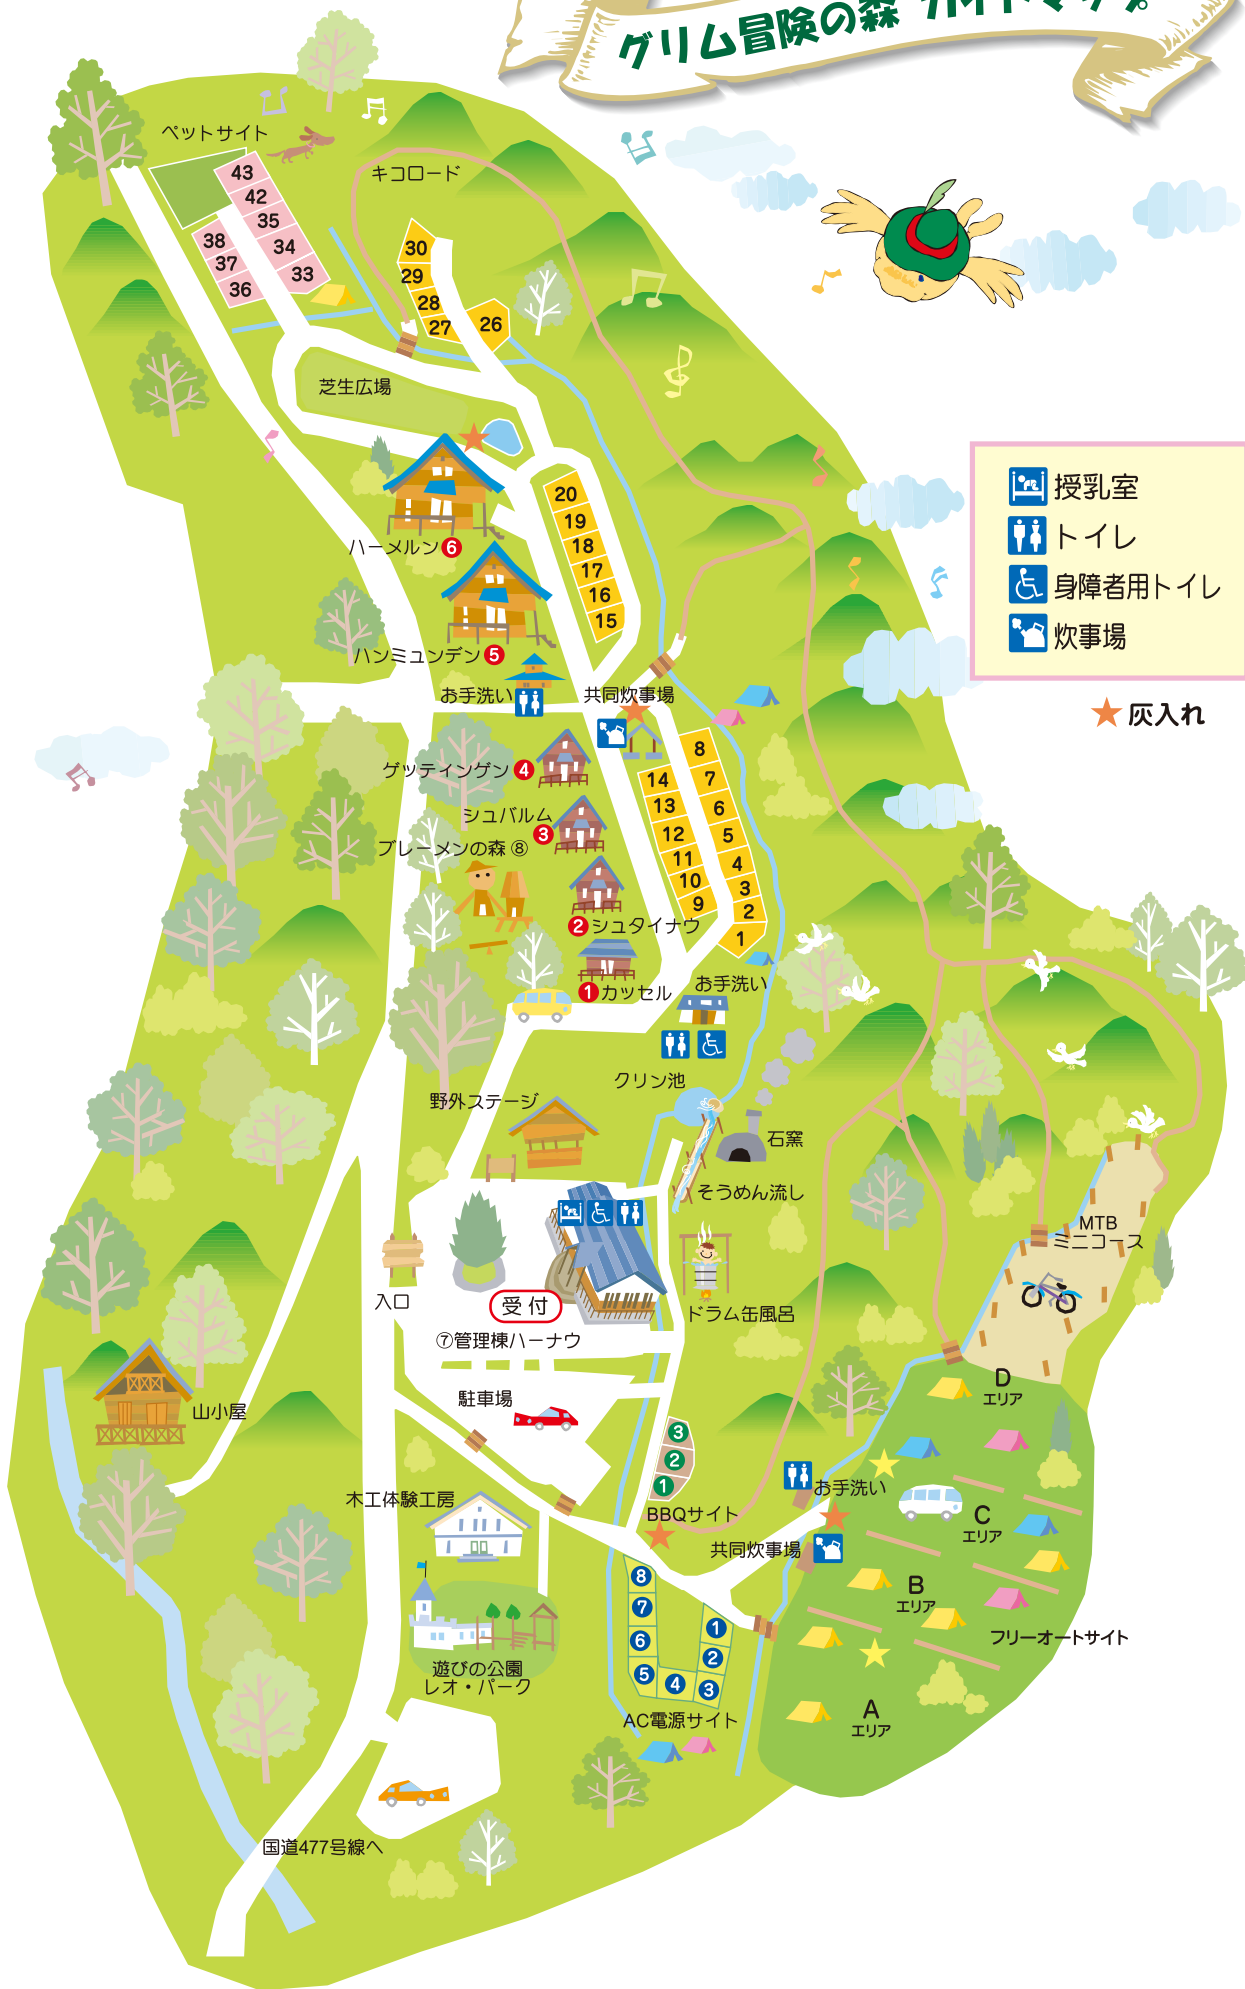 グリム冒険の森 ガイドマップ
ペットサイト
キコロード
43
42
35
34
33
38
37
36
30
29
28
27
26
芝生広場
20
19
18
17
16
15
ハーメルン❻
ハンミュンデン❺
授乳室
トイレ
身障者用トイレ
炊事場
灰入れ
お手洗い
共同炊事場
ゲッティンゲン❹
シュバルム
❸
ブレーメンの森⑧
❷シュタイナウ
❶カッセル
14
13
12
11
10
9
8
7
6
5
4
3
2
1
お手洗い
クリン池
野外ステージ
石窯
そうめん流し
MTB
ミニコース
入口
受付
⑦管理棟ハーナウ
ドラム缶風呂
山小屋
駐車場
3
2
1
BBQサイト
木工体験工房
お手洗い
共同炊事場
D
エリア
C
エリア
B
エリア
A
エリア
フリーオートサイト
8
7
6
5
4
3
2
1
AC電源サイト
遊びの公園
レオ・パーク
国道477号線へ